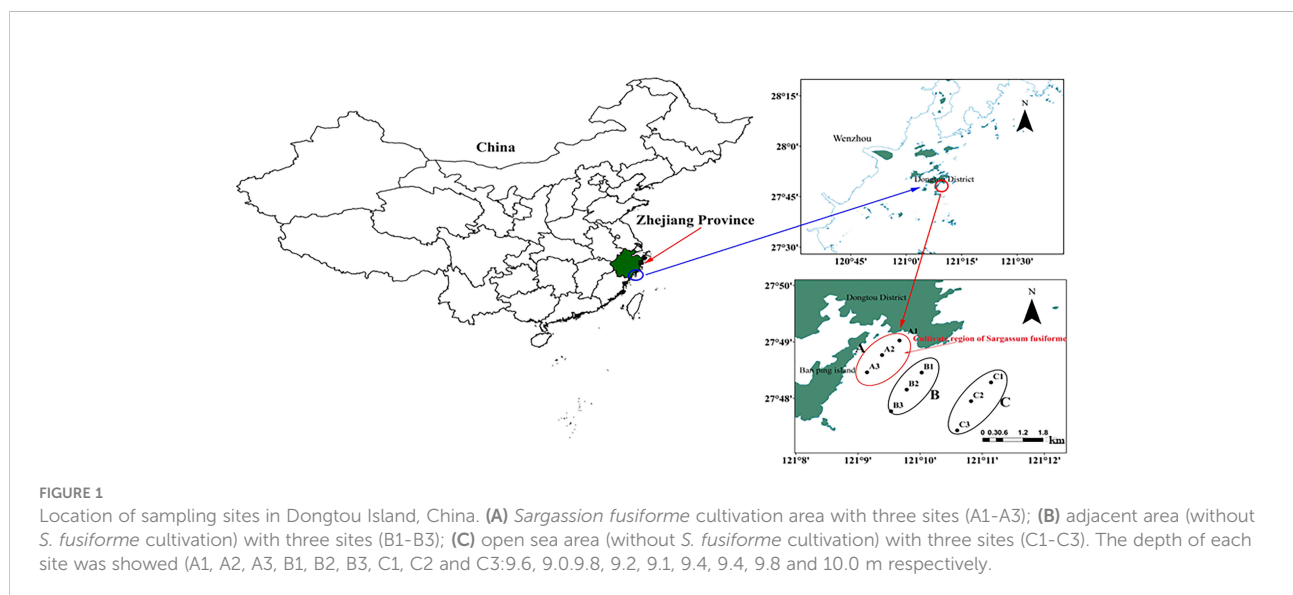 China
Zhejiang Province
28°15'
28°0'
27°45'
27°30'
Wenzhou
N
Dongtou District
120°45'
121°0'
121°15'
121°30'
27°50'
27°49'
27°48'
Dongtou District
N
A1
Cultivate region of Sargassum fusiforme
A
A2
Ban ping island
A3
B1
B2
B
B3
C1
C2
C
C3
0 0.30.6 1.2 1.8
km
121°8'
121°9'
121°10'
121°11'
121°12'
FIGURE 1
Location of sampling sites in Dongtou Island, China. (A) Sargassion fusiforme cultivation area with three sites (A1-A3); (B) adjacent area (without
S. fusiforme cultivation) with three sites (B1-B3); (C) open sea area (without S. fusiforme cultivation) with three sites (C1-C3). The depth of each
site was showed (A1, A2, A3, B1, B2, B3, C1, C2 and C3:9.6, 9.0.9.8, 9.2, 9.1, 9.4, 9.4, 9.8 and 10.0 m respectively.